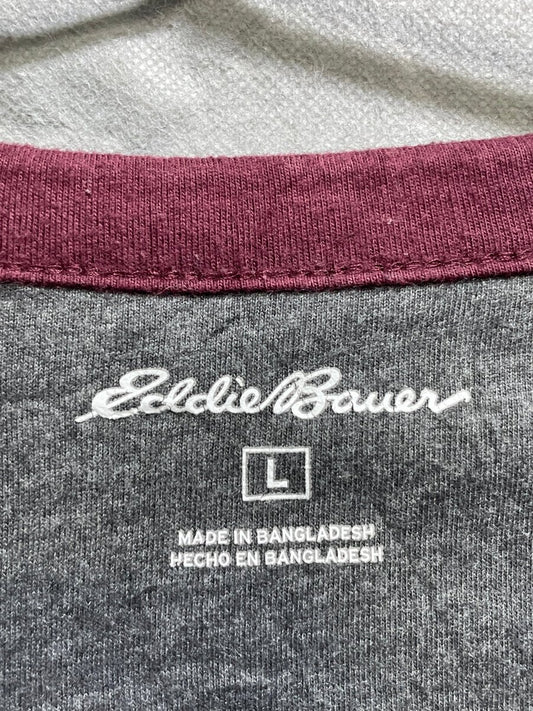 Eddie Bauer
L
MADE IN BANGLADESH
HECHO EN BANGLADESH